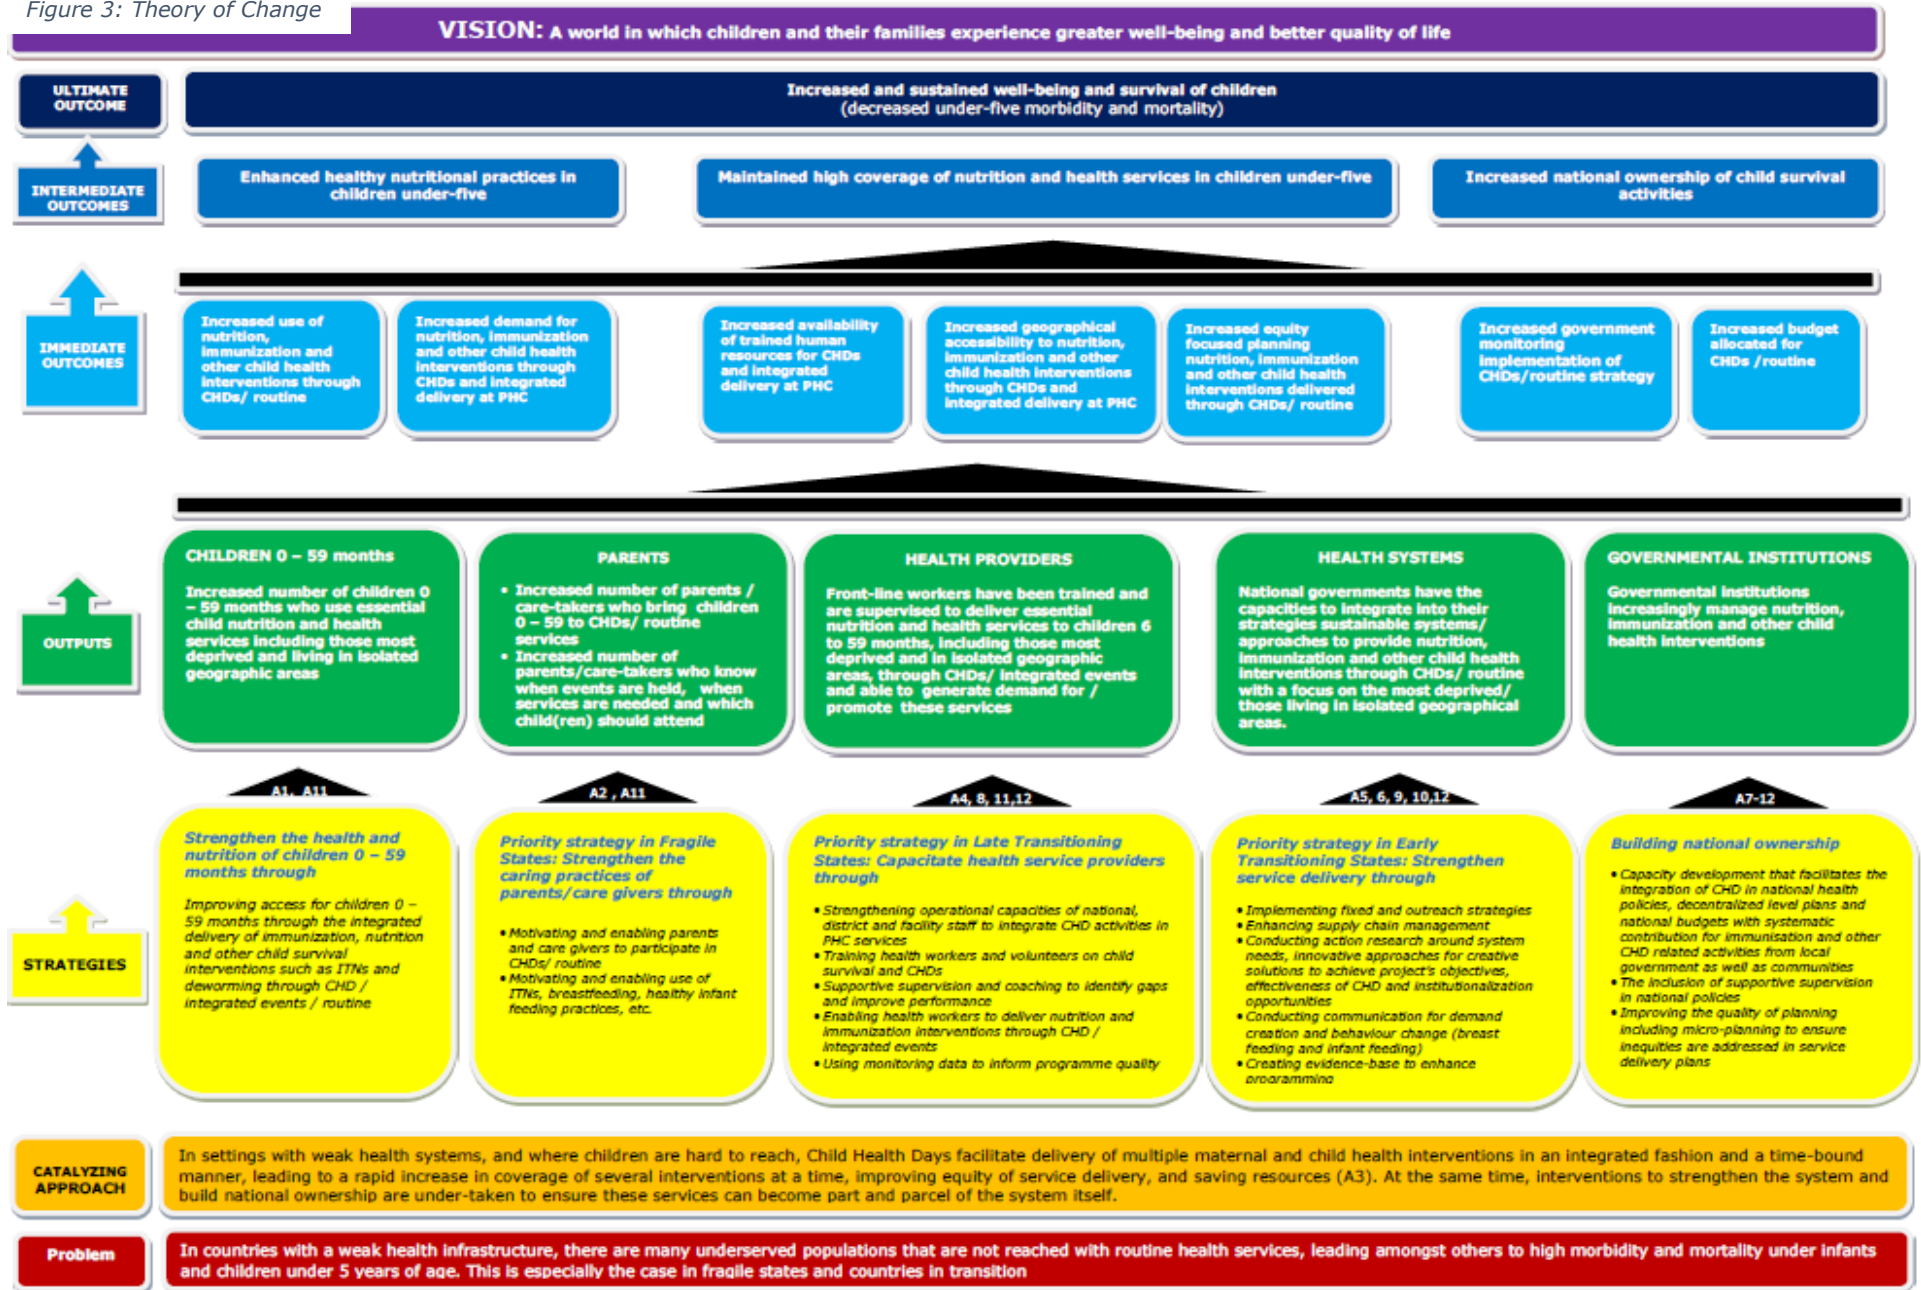 Figure 3: Theory of Change
VISION: A world in which children and their families experience greater well-being and better quality of life
ULTIMATE
OUTCOME
Increased and sustained well-being and survival of children
(decreased under-five morbidity and mortality)
INTERMEDIATE
OUTCOMES
Enhanced healthy nutritional practices in
children under-five
Maintained high coverage of nutrition and health services in children under-five
Increased national ownership of child survival
activities
IMMEDIATE
OUTCOMES
Increased use of
nutrition,
immunization and
other child health
interventions through
CHDs/ routine
Increased demand for
nutrition, immunization
and other child health
interventions through
CHDs and integrated
delivery at PHC
Increased availability
of trained human
resources for CHDs
and integrated
delivery at PHC
Increased geographical
accessibility to nutrition,
immunization and other
child health interventions
through CHDs and
integrated delivery at PHC
Increased equity
focused planning
nutrition, immunization
and other child health
interventions delivered
through CHDs/ routine
Increased government
monitoring
implementation of
CHDs/routine strategy
Increased budget
allocated for
CHDs /routine
OUTPUTS
CHILDREN 0 – 59 months
Increased number of children 0
– 59 months who use essential
child nutrition and health
services including those most
deprived and living in isolated
geographic areas
PARENTS
• Increased number of parents /
care-takers who bring children
0 – 59 to CHDs/ routine
services
• Increased number of
parents/care-takers who know
when events are held, when
services are needed and which
child(ren) should attend
HEALTH PROVIDERS
Front-line workers have been trained and
are supervised to deliver essential
nutrition and health services to children 6
to 59 months, including those most
deprived and in isolated geographic
areas, through CHDs/ integrated events
and able to generate demand for /
promote these services
HEALTH SYSTEMS
National governments have the
capacities to integrate into their
strategies sustainable systems/
approaches to provide nutrition,
immunization and other child health
interventions through CHDs/ routine
with a focus on the most deprived/
those living in isolated geographical
areas.
GOVERNMENTAL INSTITUTIONS
Governmental institutions
increasingly manage nutrition,
immunization and other child
health interventions
A1, A11
A2 , A11
A4, 8, 11,12
A5, 6, 9, 10,12
A7-12
STRATEGIES
Strengthen the health and
nutrition of children 0 – 59
months through
Improving access for children 0 –
59 months through the integrated
delivery of immunization, nutrition
and other child survival
interventions such as ITNs and
deworming through CHD /
integrated events / routine
Priority strategy in Fragile
States: Strengthen the
caring practices of
parents/care givers through
• Motivating and enabling parents
and care givers to participate in
CHDs/ routine
• Motivating and enabling use of
ITNs, breastfeeding, healthy infant
feeding practices, etc.
Priority strategy in Late Transitioning
States: Capacitate health service providers
through
• Strengthening operational capacities of national,
district and facility staff to integrate CHD activities in
PHC services
• Training health workers and volunteers on child
survival and CHDs
• Supportive supervision and coaching to identify gaps
and improve performance
• Enabling health workers to deliver nutrition and
immunization interventions through CHD /
integrated events
• Using monitoring data to inform programme quality
Priority strategy in Early
Transitioning States: Strengthen
service delivery through
• Implementing fixed and outreach strategies
• Enhancing supply chain management
• Conducting action research around system
needs, innovative approaches for creative
solutions to achieve project's objectives,
effectiveness of CHD and institutionalization
opportunities
• Conducting communication for demand
creation and behaviour change (breast
feeding and infant feeding)
• Creating evidence-base to enhance
programming
Building national ownership
• Capacity development that facilitates the
integration of CHD in national health
policies, decentralized level plans and
national budgets with systematic
contribution for immunisation and other
CHD related activities from local
government as well as communities
• The inclusion of supportive supervision
in national policies
• Improving the quality of planning
including micro-planning to ensure
inequities are addressed in service
delivery plans
CATALYZING
APPROACH
In settings with weak health systems, and where children are hard to reach, Child Health Days facilitate delivery of multiple maternal and child health interventions in an integrated fashion and a time-bound
manner, leading to a rapid increase in coverage of several interventions at a time, improving equity of service delivery, and saving resources (A3). At the same time, interventions to strengthen the system and
build national ownership are under-taken to ensure these services can become part and parcel of the system itself.
Problem
In countries with a weak health infrastructure, there are many underserved populations that are not reached with routine health services, leading amongst others to high morbidity and mortality under infants
and children under 5 years of age. This is especially the case in fragile states and countries in transition